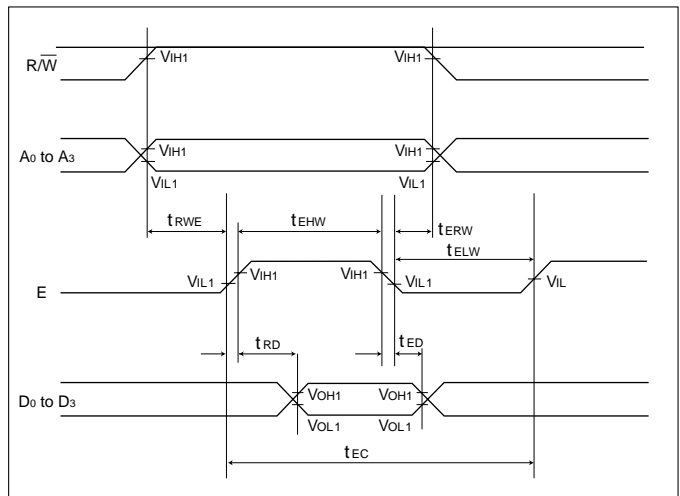 R/W̅ VIH1 VIH1
A0 to A3 VIH1 VIH1
VIL1 VIL1
tRWE tEHW tERW
tELW
E VIL1 VIH1 VIH1 VIL1 VIL
tRD tED
D0 to D3 VOH1 VOH1
VOL1 VOL1
tEC